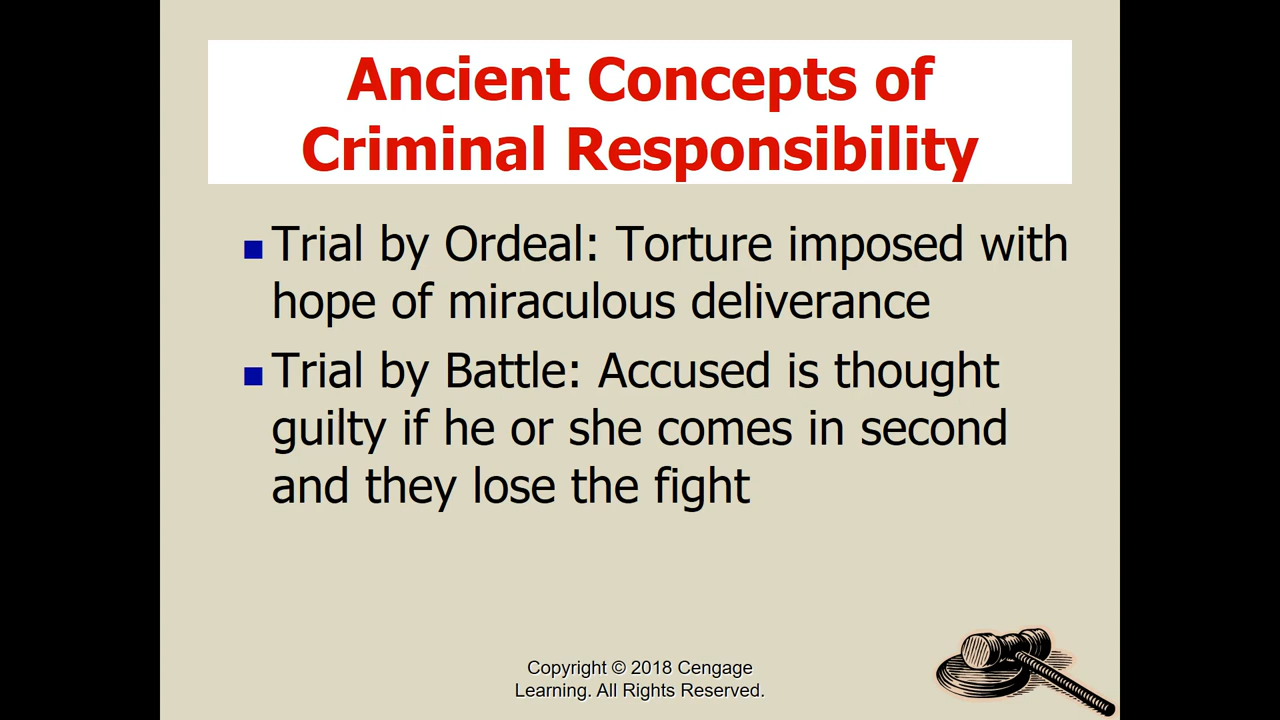 Ancient Concepts of
Criminal Responsibility
Trial by Ordeal: Torture imposed with
hope of miraculous deliverance
Trial by Battle: Accused is thought
guilty if he or she comes in second
and they lose the fight
Copyright © 2018 Cengage
Learning. All Rights Reserved.